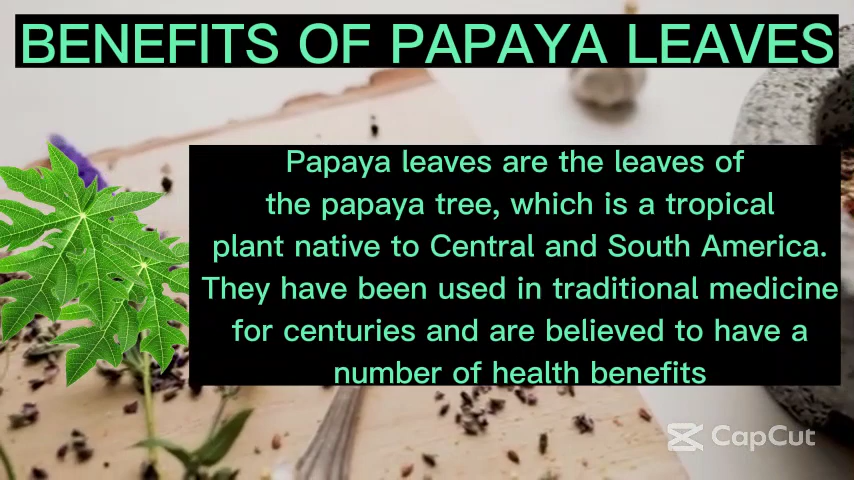 BENEFITS OF PAPAYA LEAVES
Papaya leaves are the leaves of
the papaya tree, which is a tropical
plant native to Central and South America.
They have been used in traditional medicine
for centuries and are believed to have a
number of health benefits
CapCut